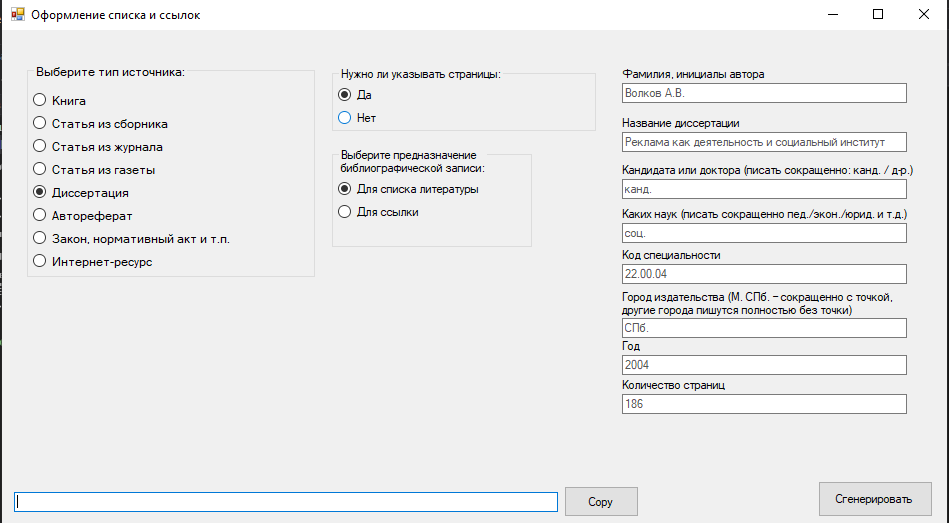 Оформление списка и ссылок
Выберите тип источника:
Книга
Статья из сборника
Статья из журнала
Статья из газеты
Диссертация
Автореферат
Закон, нормативный акт и т.п.
Интернет-ресурс
Нужно ли указывать страницы:
Да
Нет
Выберите предназначение
библиографической записи:
Для списка литературы
Для ссылки
Фамилия, инициалы автора
Волков А.В.
Название диссертации
Реклама как деятельность и социальный институт
Кандидата или доктора (писать сокращенно: канд. / д-р.)
канд.
Каких наук (писать сокращенно пед./экон./юрид. и т.д.)
соц.
Код специальности
22.00.04
Город издательства (М. СПб. – сокращенно с точкой,
другие города пишутся полностью без точки)
СПб.
Год
2004
Количество страниц
186
Copy
Сгенерировать